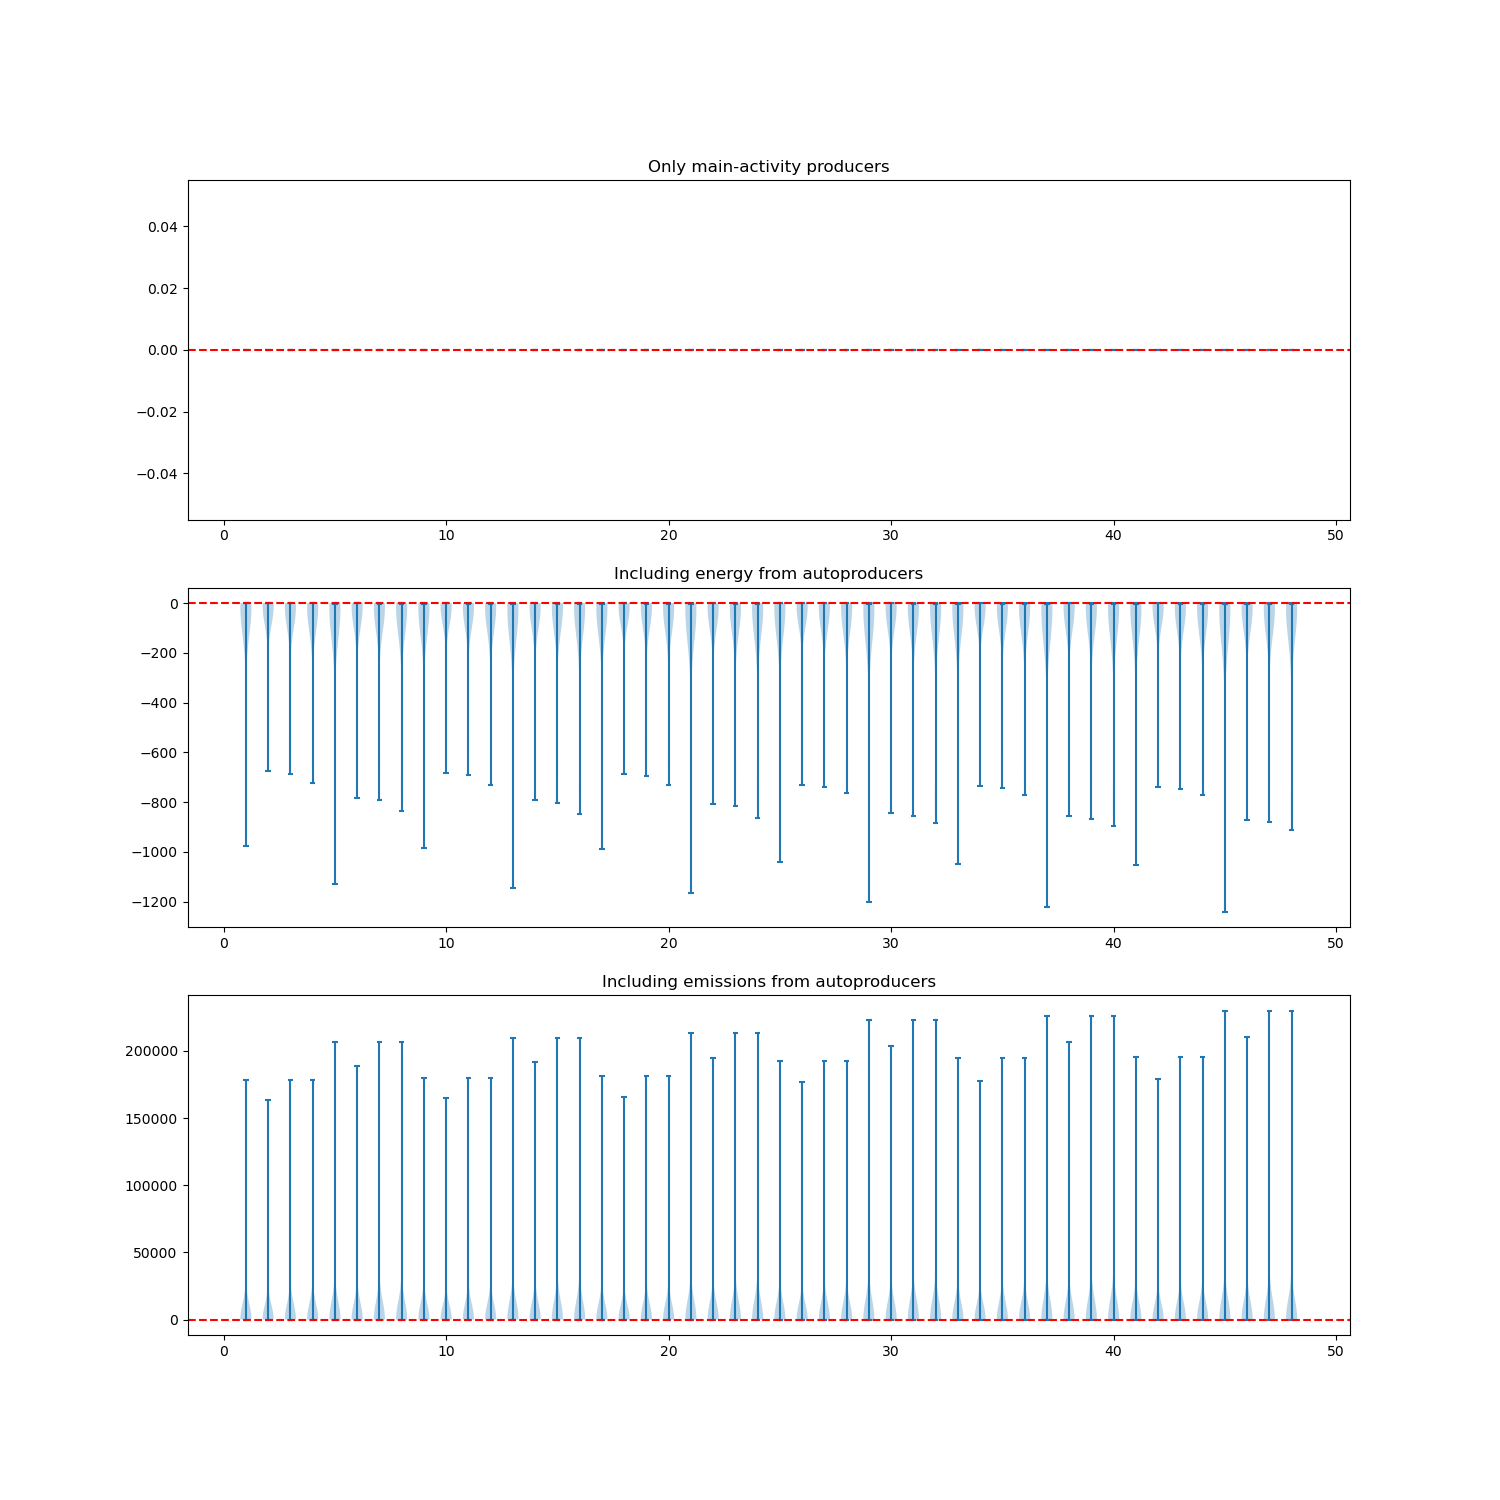 Only main-activity producers
0.04
0.02
0.00
−0.02
−0.04
0 10 20 30 40 50
Including energy from autoproducers
0
−200
−400
−600
−800
−1000
−1200
0 10 20 30 40 50
Including emissions from autoproducers
200000
150000
100000
50000
0
0 10 20 30 40 50